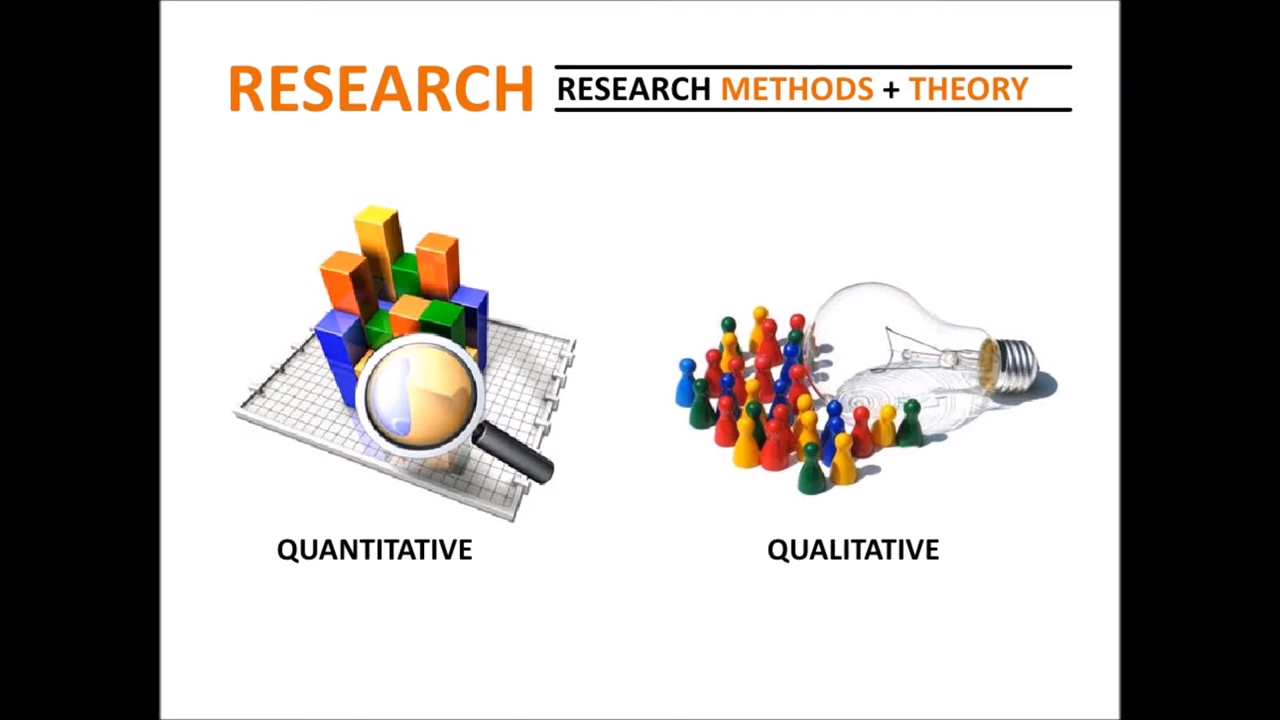 RESEARCH
RESEARCH METHODS + THEORY
QUANTITATIVE
QUALITATIVE